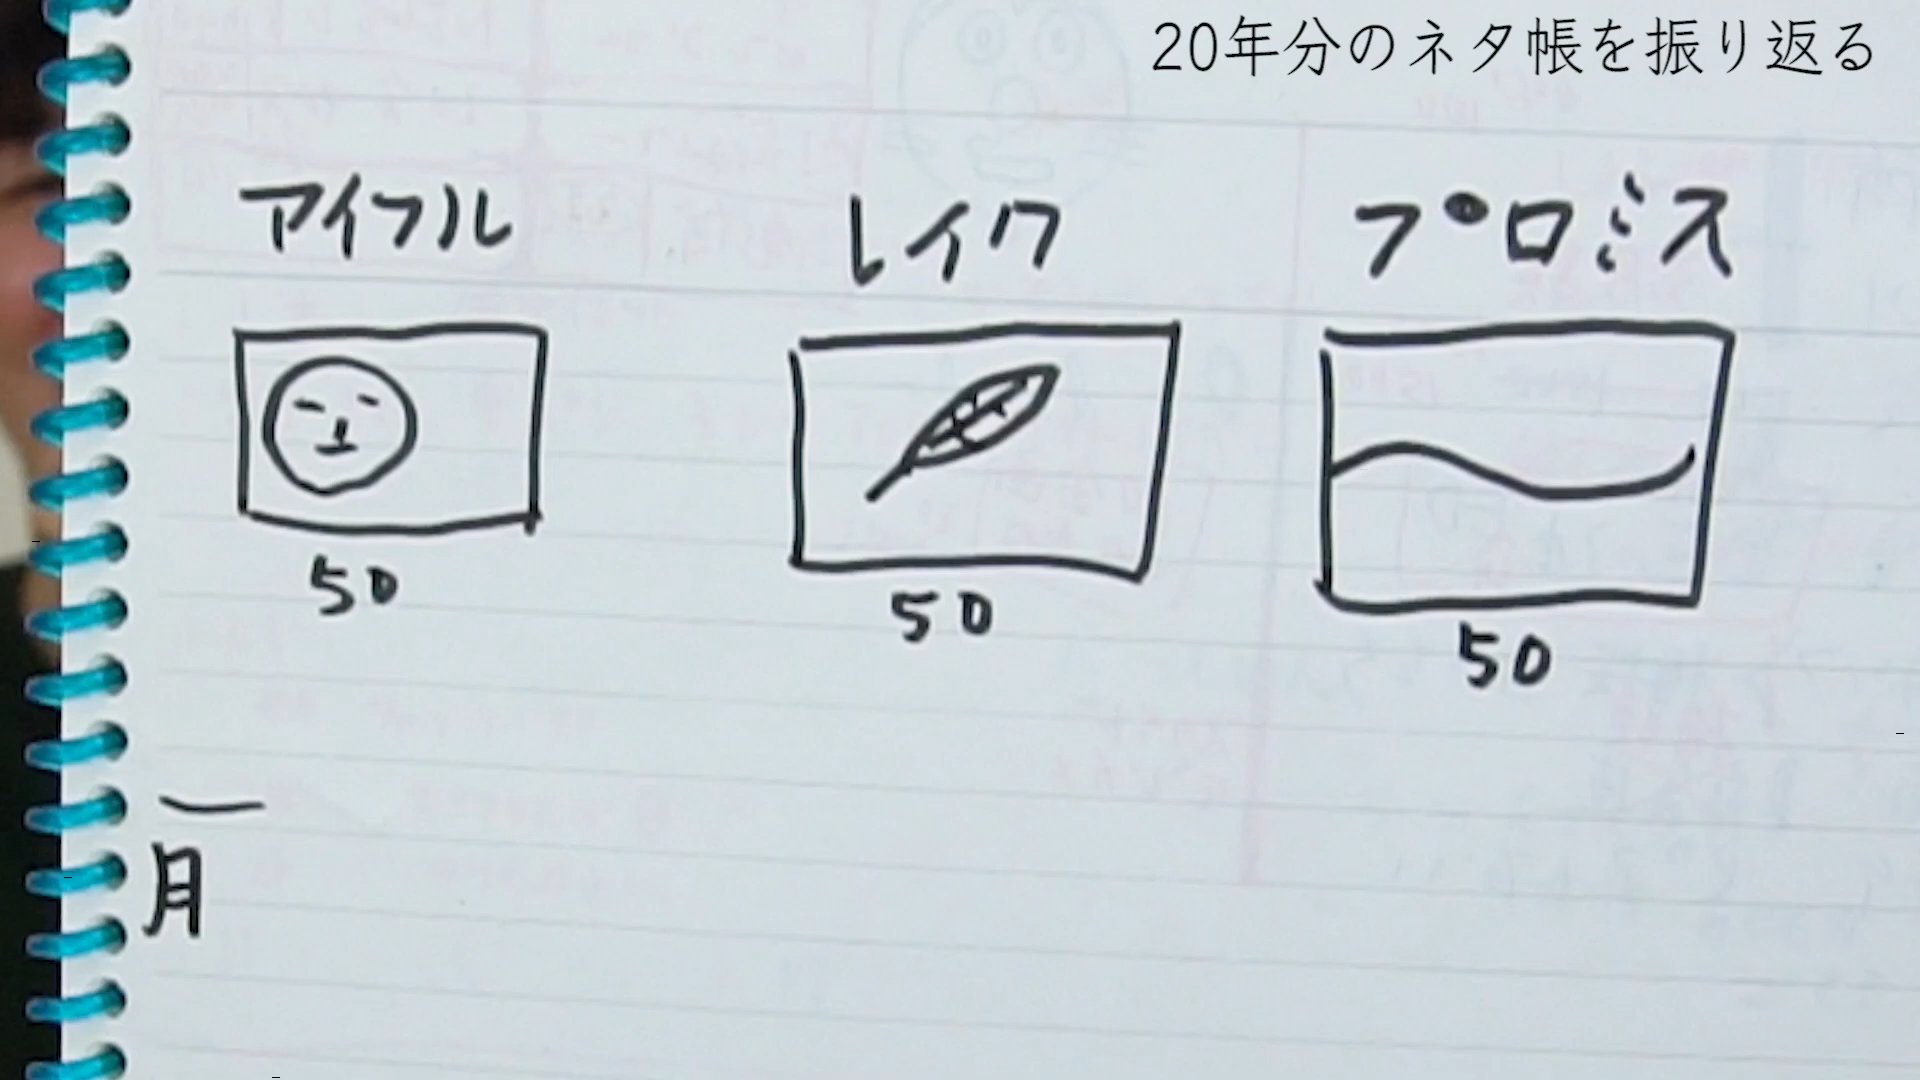 20年分のネタ帳を振り返る
アイフル レイク プロミス
50 50 50
一
月